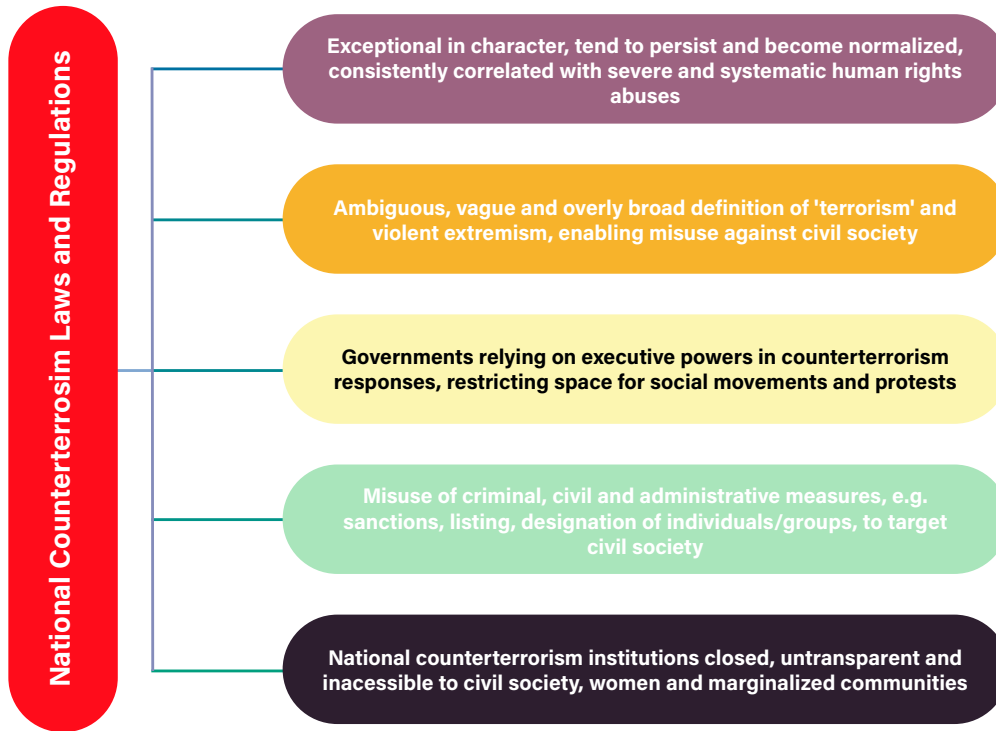 National Counterterrosim Laws and Regulations
Exceptional in character, tend to persist and become normalized,
consistently correlated with severe and systematic human rights
abuses
Ambiguous, vague and overly broad definition of 'terrorism' and
violent extremism, enabling misuse against civil society
Governments relying on executive powers in counterterrorism
responses, restricting space for social movements and protests
Misuse of criminal, civil and administrative measures, e.g.
sanctions, listing, designation of individuals/groups, to target
civil society
National counterterrorism institutions closed, untransparent and
inacessible to civil society, women and marginalized communities